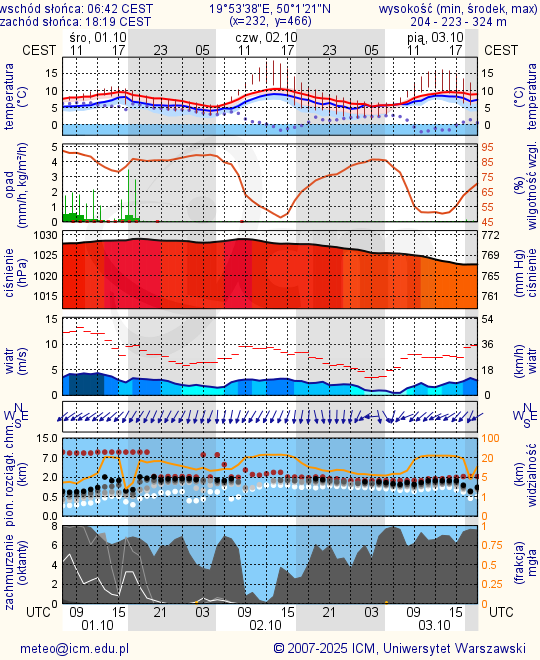 wschód słońca: 06:42 CEST 19°53'38"E, 50°1'21"N wysokość (min, środek, max)
zachód słońca: 18:19 CEST (x=232, y=466) 204 - 223 - 324 m
śro, 01.10 czw, 02.10 pią, 03.10
CEST 11 17 23 05 11 17 23 05 11 17 CEST
temperatura (°C) 15 10 5 0 15 10 5 0 (°C) temperatura
opad (mm/h, kg/m²/h) 5 4 3 2 1 0 95 85 75 65 55 45 (%) wilgotność wzgl.
ciśnienie (hPa) 1030 1025 1020 1015 772 769 765 761 (mm Hg) ciśnienie
wiatr (m/s) 15 10 5 0 54 36 18 0 (km/h) wiatr
N W E S N W E S
pion. rozciągł. chm. (km) 15.0 7.0 2.0 0.5 0.0 100 20 5 1 0 (km) widzialność
zachmurzenie (oktanty) 8 6 4 2 0 1 0.75 0.5 0.25 0 (frakcja) mgła
UTC 09 15 21 03 09 15 21 03 09 15 UTC
01.10 02.10 03.10
meteo@icm.edu.pl © 2007-2025 ICM, Uniwersytet Warszawski